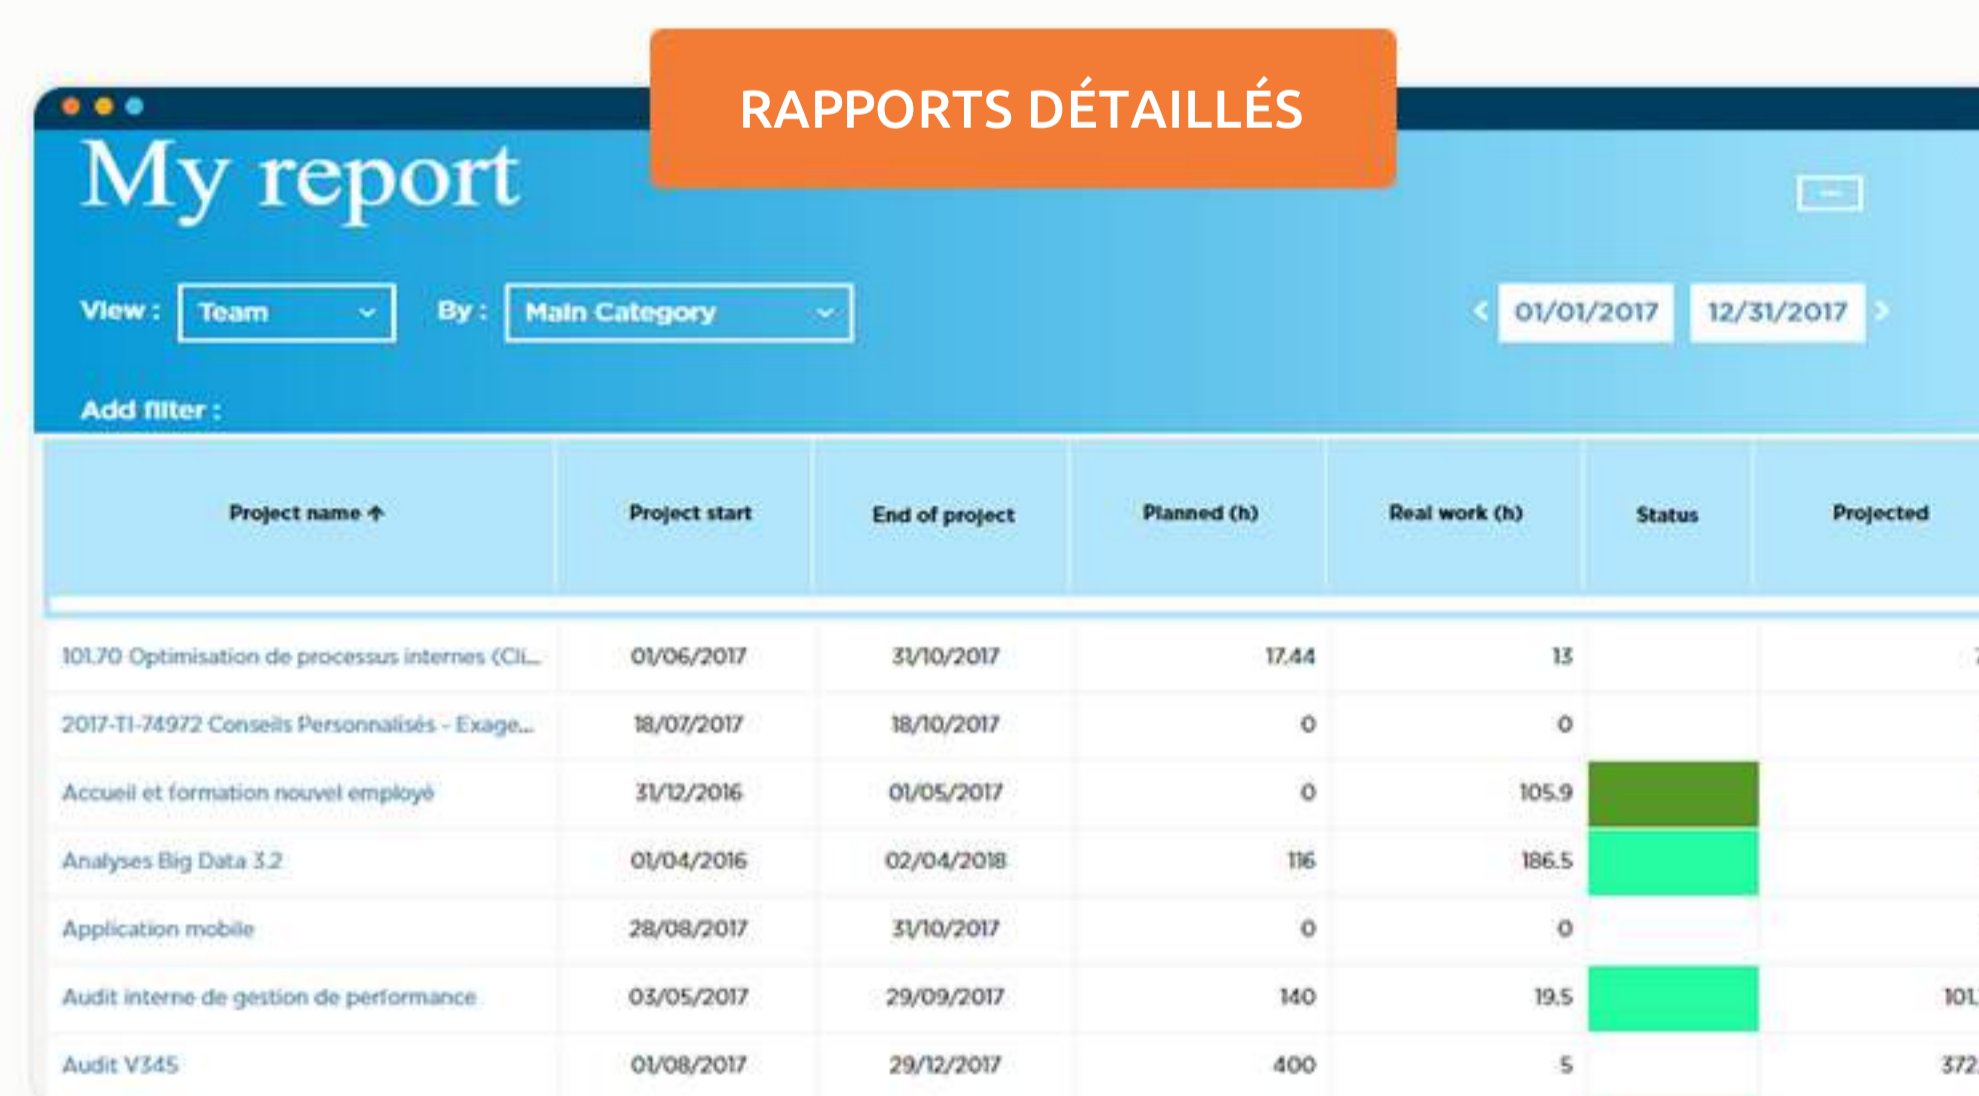 RAPPORTS DÉTAILLÉS
My report
View : Team By : Main Category < 01/01/2017 12/31/2017 >
Add filter :
Project name ↑ Project start End of project Planned (h) Real work (h) Status Projected
101.70 Optimisation de processus internes (Cli... 01/06/2017 31/10/2017 17.44 13
2017-TI-74972 Conseils Personnalisés - Exage... 18/07/2017 18/10/2017 0 0
Accueil et formation nouvel employé 31/12/2016 01/05/2017 0 105.9
Analyses Big Data 3.2 01/04/2016 02/04/2018 116 186.5
Application mobile 28/08/2017 31/10/2017 0 0
Audit interne de gestion de performance 03/05/2017 29/09/2017 140 19.5 101.
Audit V345 01/08/2017 29/12/2017 400 5 372.